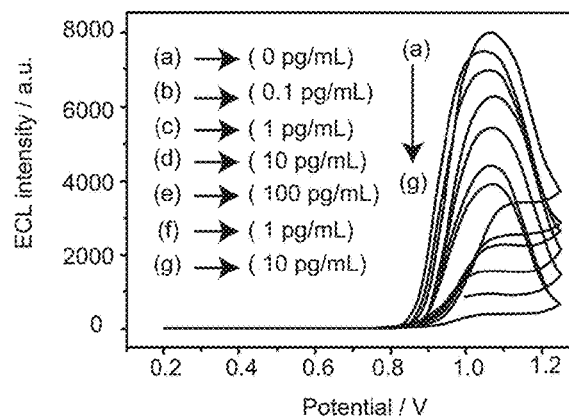 8000
6000
4000
2000
0
ECL intensity / a.u.
(a) ( 0 pg/mL)
(b) ( 0.1 pg/mL)
(c) ( 1 pg/mL)
(d) ( 10 pg/mL)
(e) ( 100 pg/mL)
(f) ( 1 pg/mL)
(g) ( 10 pg/mL)
(a)
(g)
0.2 0.4 0.6 0.8 1.0 1.2
Potential / V